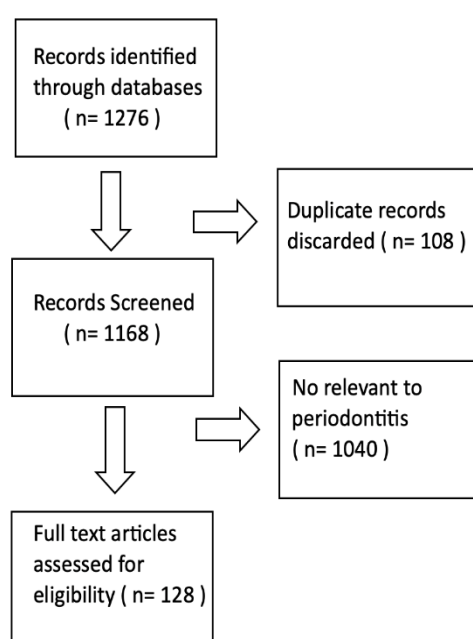 Records identified
through databases
( n= 1276)
Duplicate records
discarded ( n= 108 )
Records Screened
( n= 1168)
No relevant to
periodontitis
( n= 1040)
Full text articles
assessed for
eligibility ( n= 128)